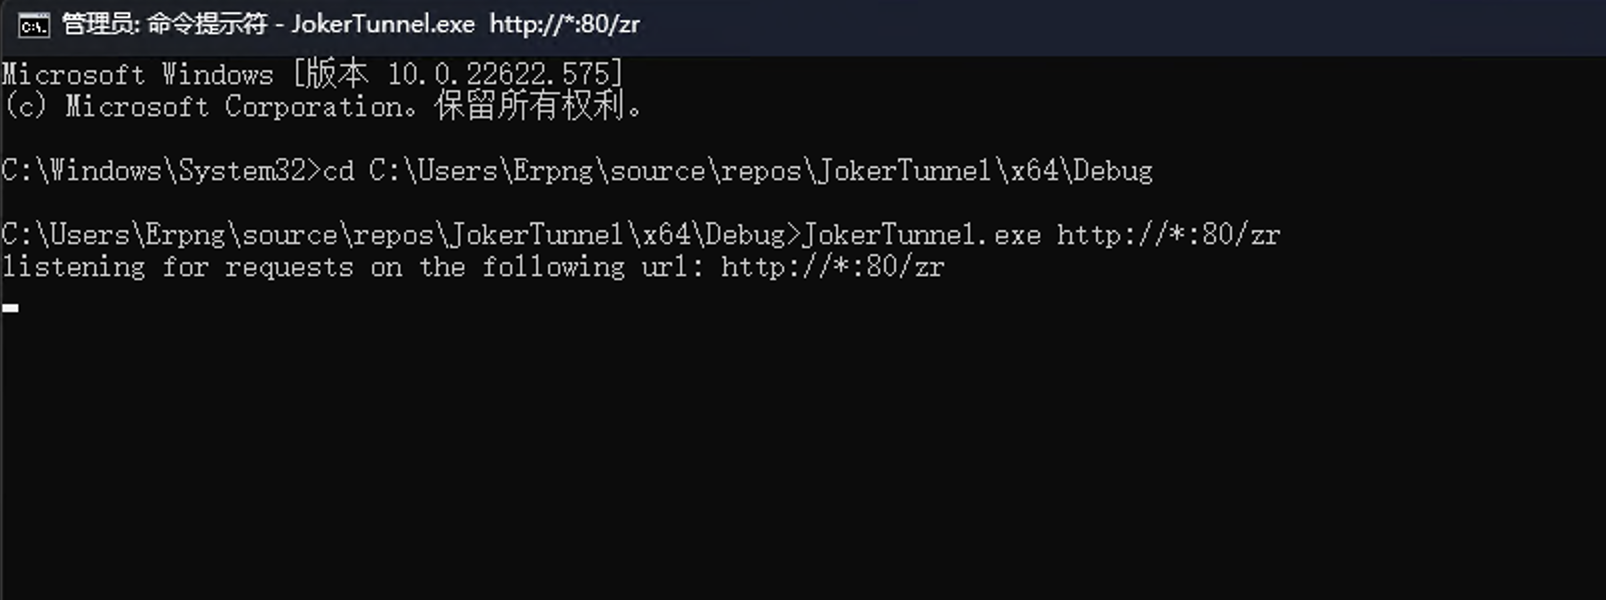 管理员: 命令提示符 - JokerTunnel.exe  http://*:80/zr
Microsoft Windows [版本 10.0.22622.575]
(c) Microsoft Corporation。保留所有权利。
C:\Windows\System32>cd C:\Users\Erpng\source\repos\JokerTunnel\x64\Debug
C:\Users\Erpng\source\repos\JokerTunnel\x64\Debug>JokerTunnel.exe http://*:80/zr
listening for requests on the following url: http://*:80/zr